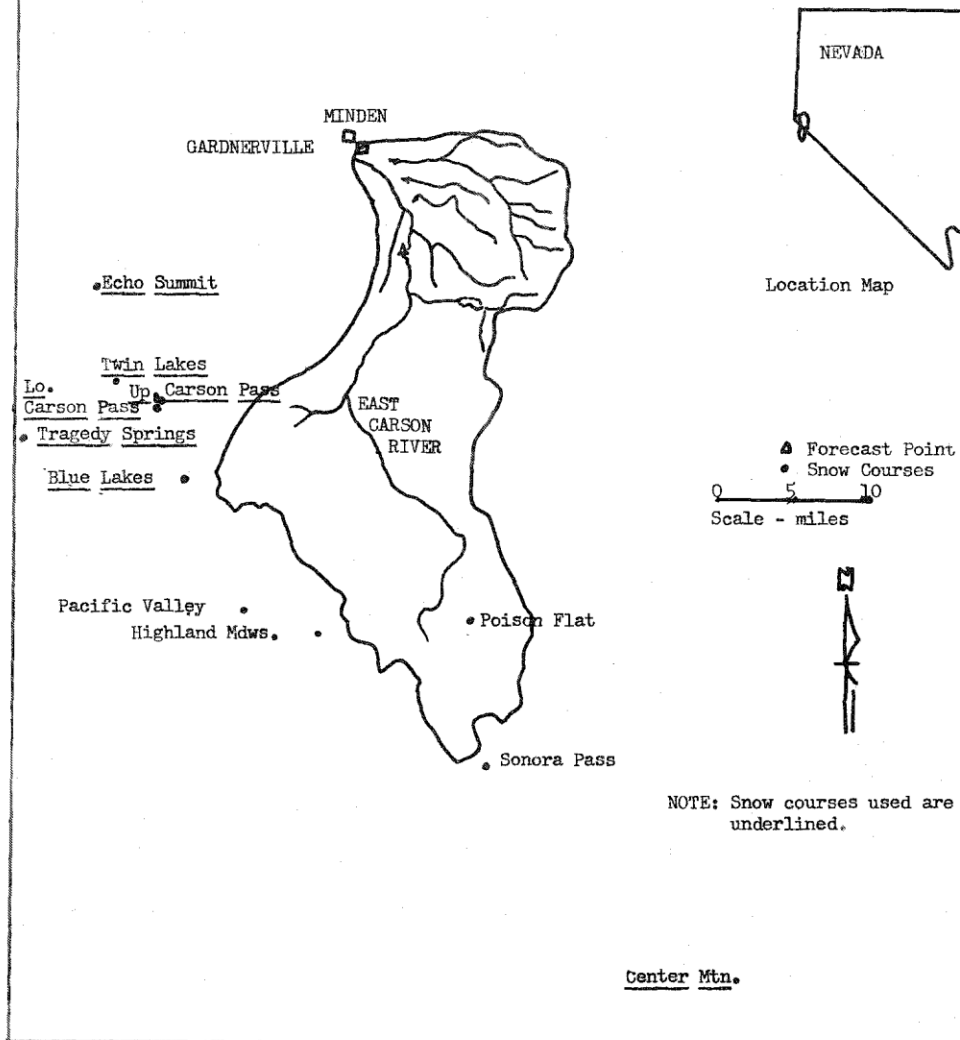 NEVADA
MINDEN
GARDNERVILLE
Location Map
Echo Summit
Twin Lakes
Lo.
Carson Pass
Up Carson Pass
Tragedy Springs
Blue Lakes
EAST
CARSON
RIVER
Forecast Point
Snow Courses
0 5 10
Scale - miles
N
Pacific Valley
Highland Mdws.
Poison Flat
Sonora Pass
NOTE: Snow courses used are
underlined.
Center Mtn.